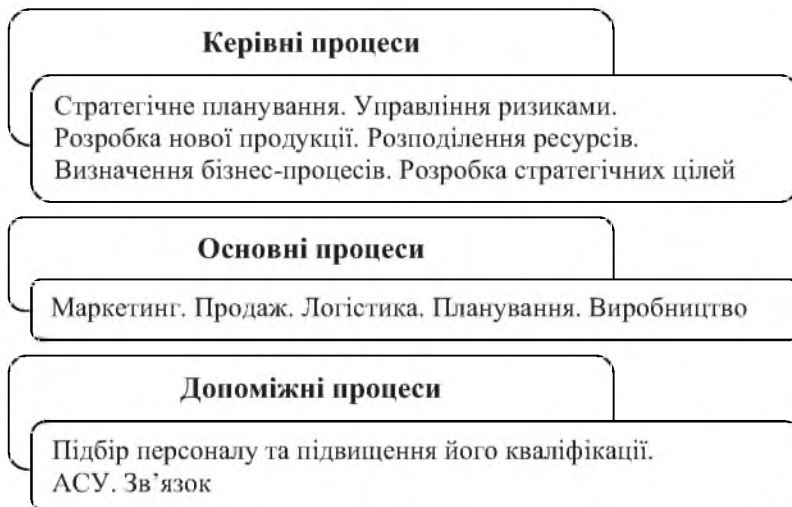 Керівні процеси
Стратегічне планування. Управління ризиками.
Розробка нової продукції. Розподілення ресурсів.
Визначення бізнес-процесів. Розробка стратегічних цілей
Основні процеси
Маркетинг. Продаж. Логістика. Планування. Виробництво
Допоміжні процеси
Підбір персоналу та підвищення його кваліфікації.
АСУ. Зв’язок